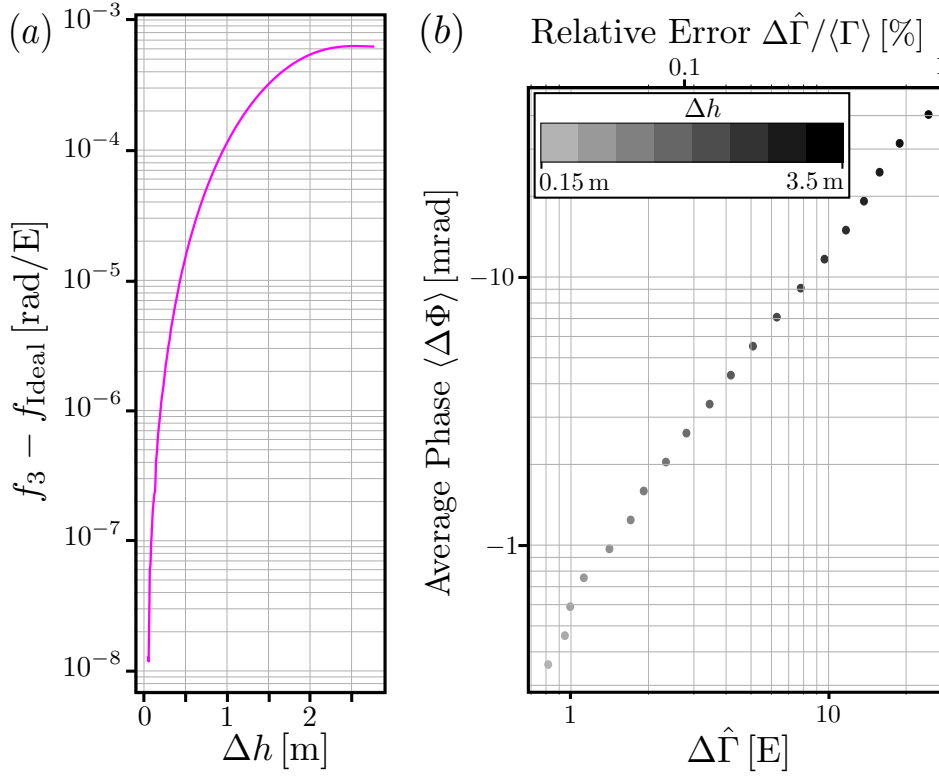 (a)
10⁻³
10⁻⁴
10⁻⁵
10⁻⁶
10⁻⁷
10⁻⁸
f₃ − f_Ideal [rad/E]
0 1 2
Δh [m]
(b)
Relative Error ΔΓ̂/⟨Γ⟩ [%]
0.1 1
Δh
0.15 m 3.5 m
−10
−1
Average Phase ⟨ΔΦ⟩ [mrad]
1 10
ΔΓ̂ [E]